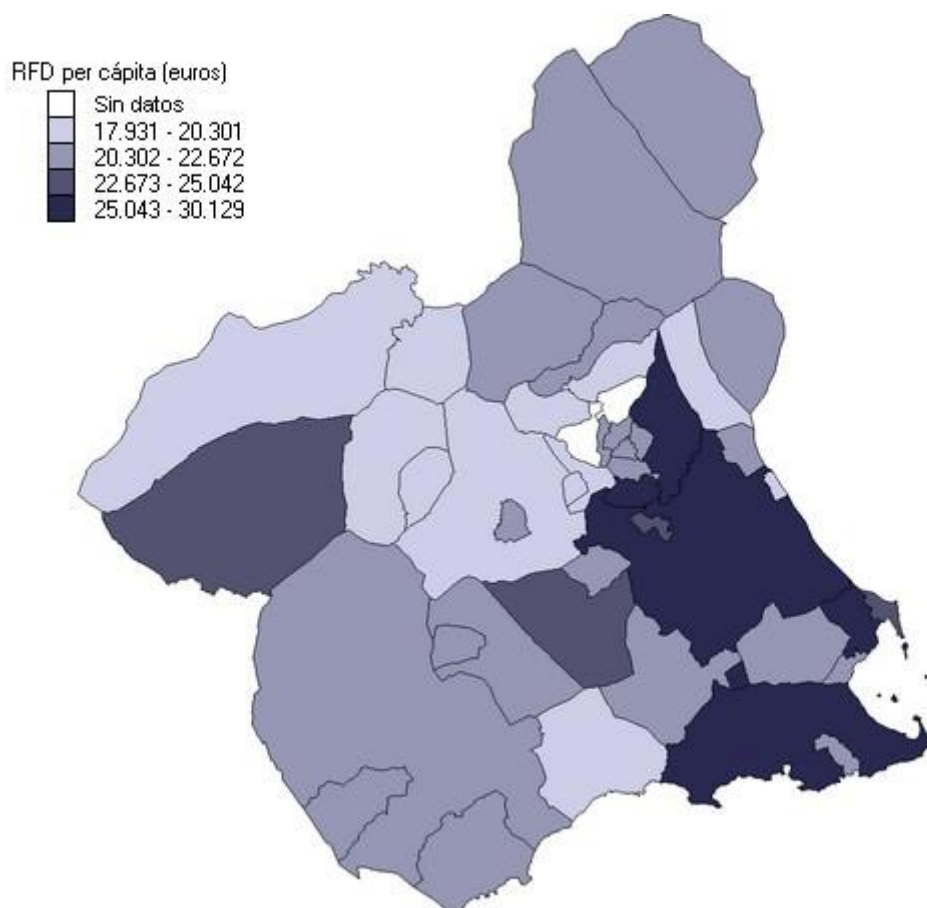 RFD per cápita (euros)
Sin datos
17.931 - 20.301
20.302 - 22.672
22.673 - 25.042
25.043 - 30.129